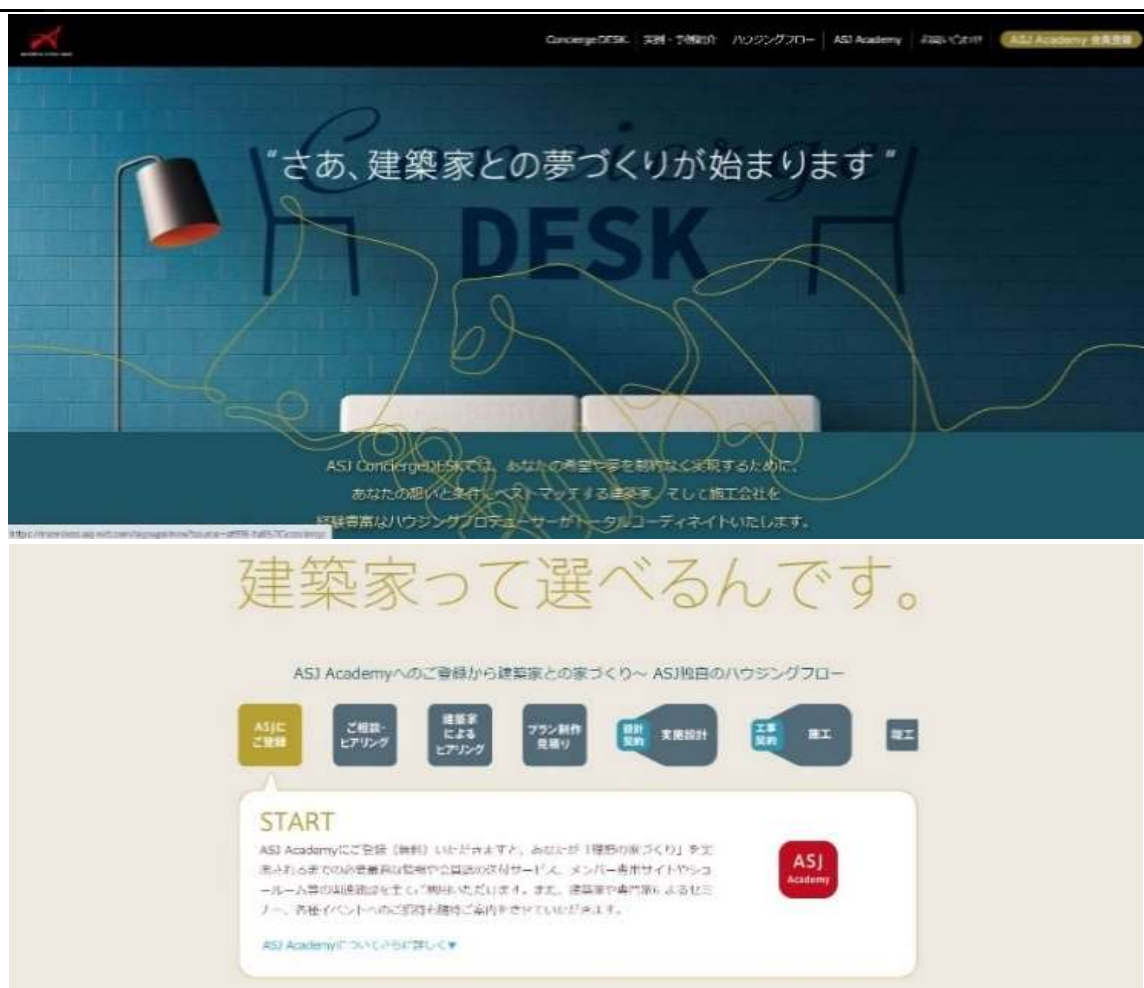 ConciergeDESK 実例・予備紹介 ハウジングフロー ASJ Academy お問い合わせ ASJ Academy 会員登録
Concierge
DESK
“さあ、建築家との夢づくりが始まります”
ASJ ConciergeDESKでは、あなたの希望や夢を制約なく実現するために、
あなたの想いと条件にベストマッチする建築家、そして施工会社を
経験豊富なハウジングプロデューサーがトータルコーディネイトいたします。
建築家って選べるんです。
ASJ Academyへのご登録から建築家との家づくり〜 ASJ独自のハウジングフロー
ASJに
ご登録
ご相談・
ヒアリング
建築家
による
ヒアリング
プラン制作
見積り
設計
契約
実施設計
工事
契約
施工
竣工
START
ASJ Academyにご登録（無料）いただきますと、あなたが「理想の家づくり」を
されるまでの必要な情報や会員誌の送付サービス、メンバー専用サイトやショ
ールーム等の関連施設を全てご利用いただけます。また、建築家や専門家によるセミ
ナー、各種イベントへのご招待も随時ご案内をさせていただきます。
ASJ Academyについてさらに詳しく▼
ASJ
Academy